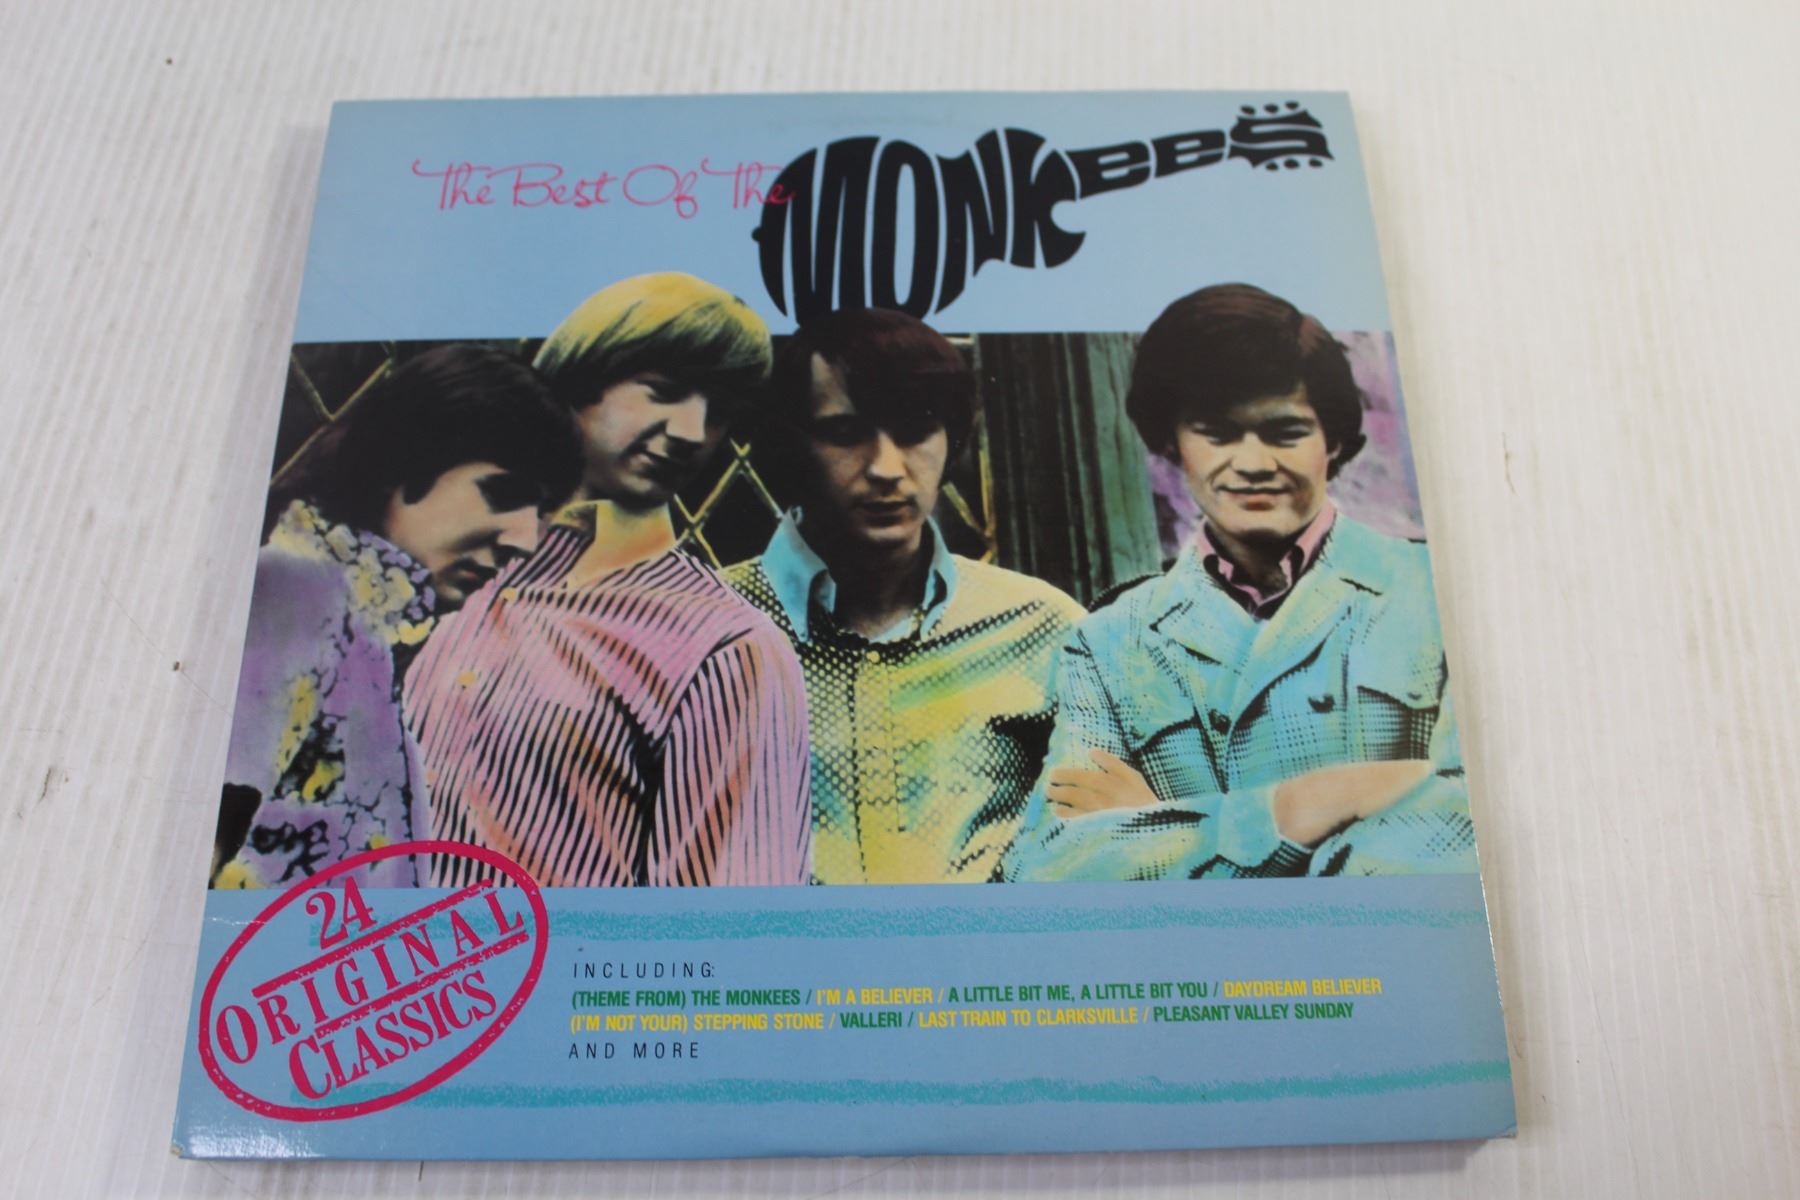 The Best Of The MONKEES
24
ORIGINAL
CLASSICS
INCLUDING:
(THEME FROM) THE MONKEES / I'M A BELIEVER / A LITTLE BIT ME, A LITTLE BIT YOU / DAYDREAM BELIEVER
(I'M NOT YOUR) STEPPING STONE / VALLERI / LAST TRAIN TO CLARKSVILLE / PLEASANT VALLEY SUNDAY
AND MORE